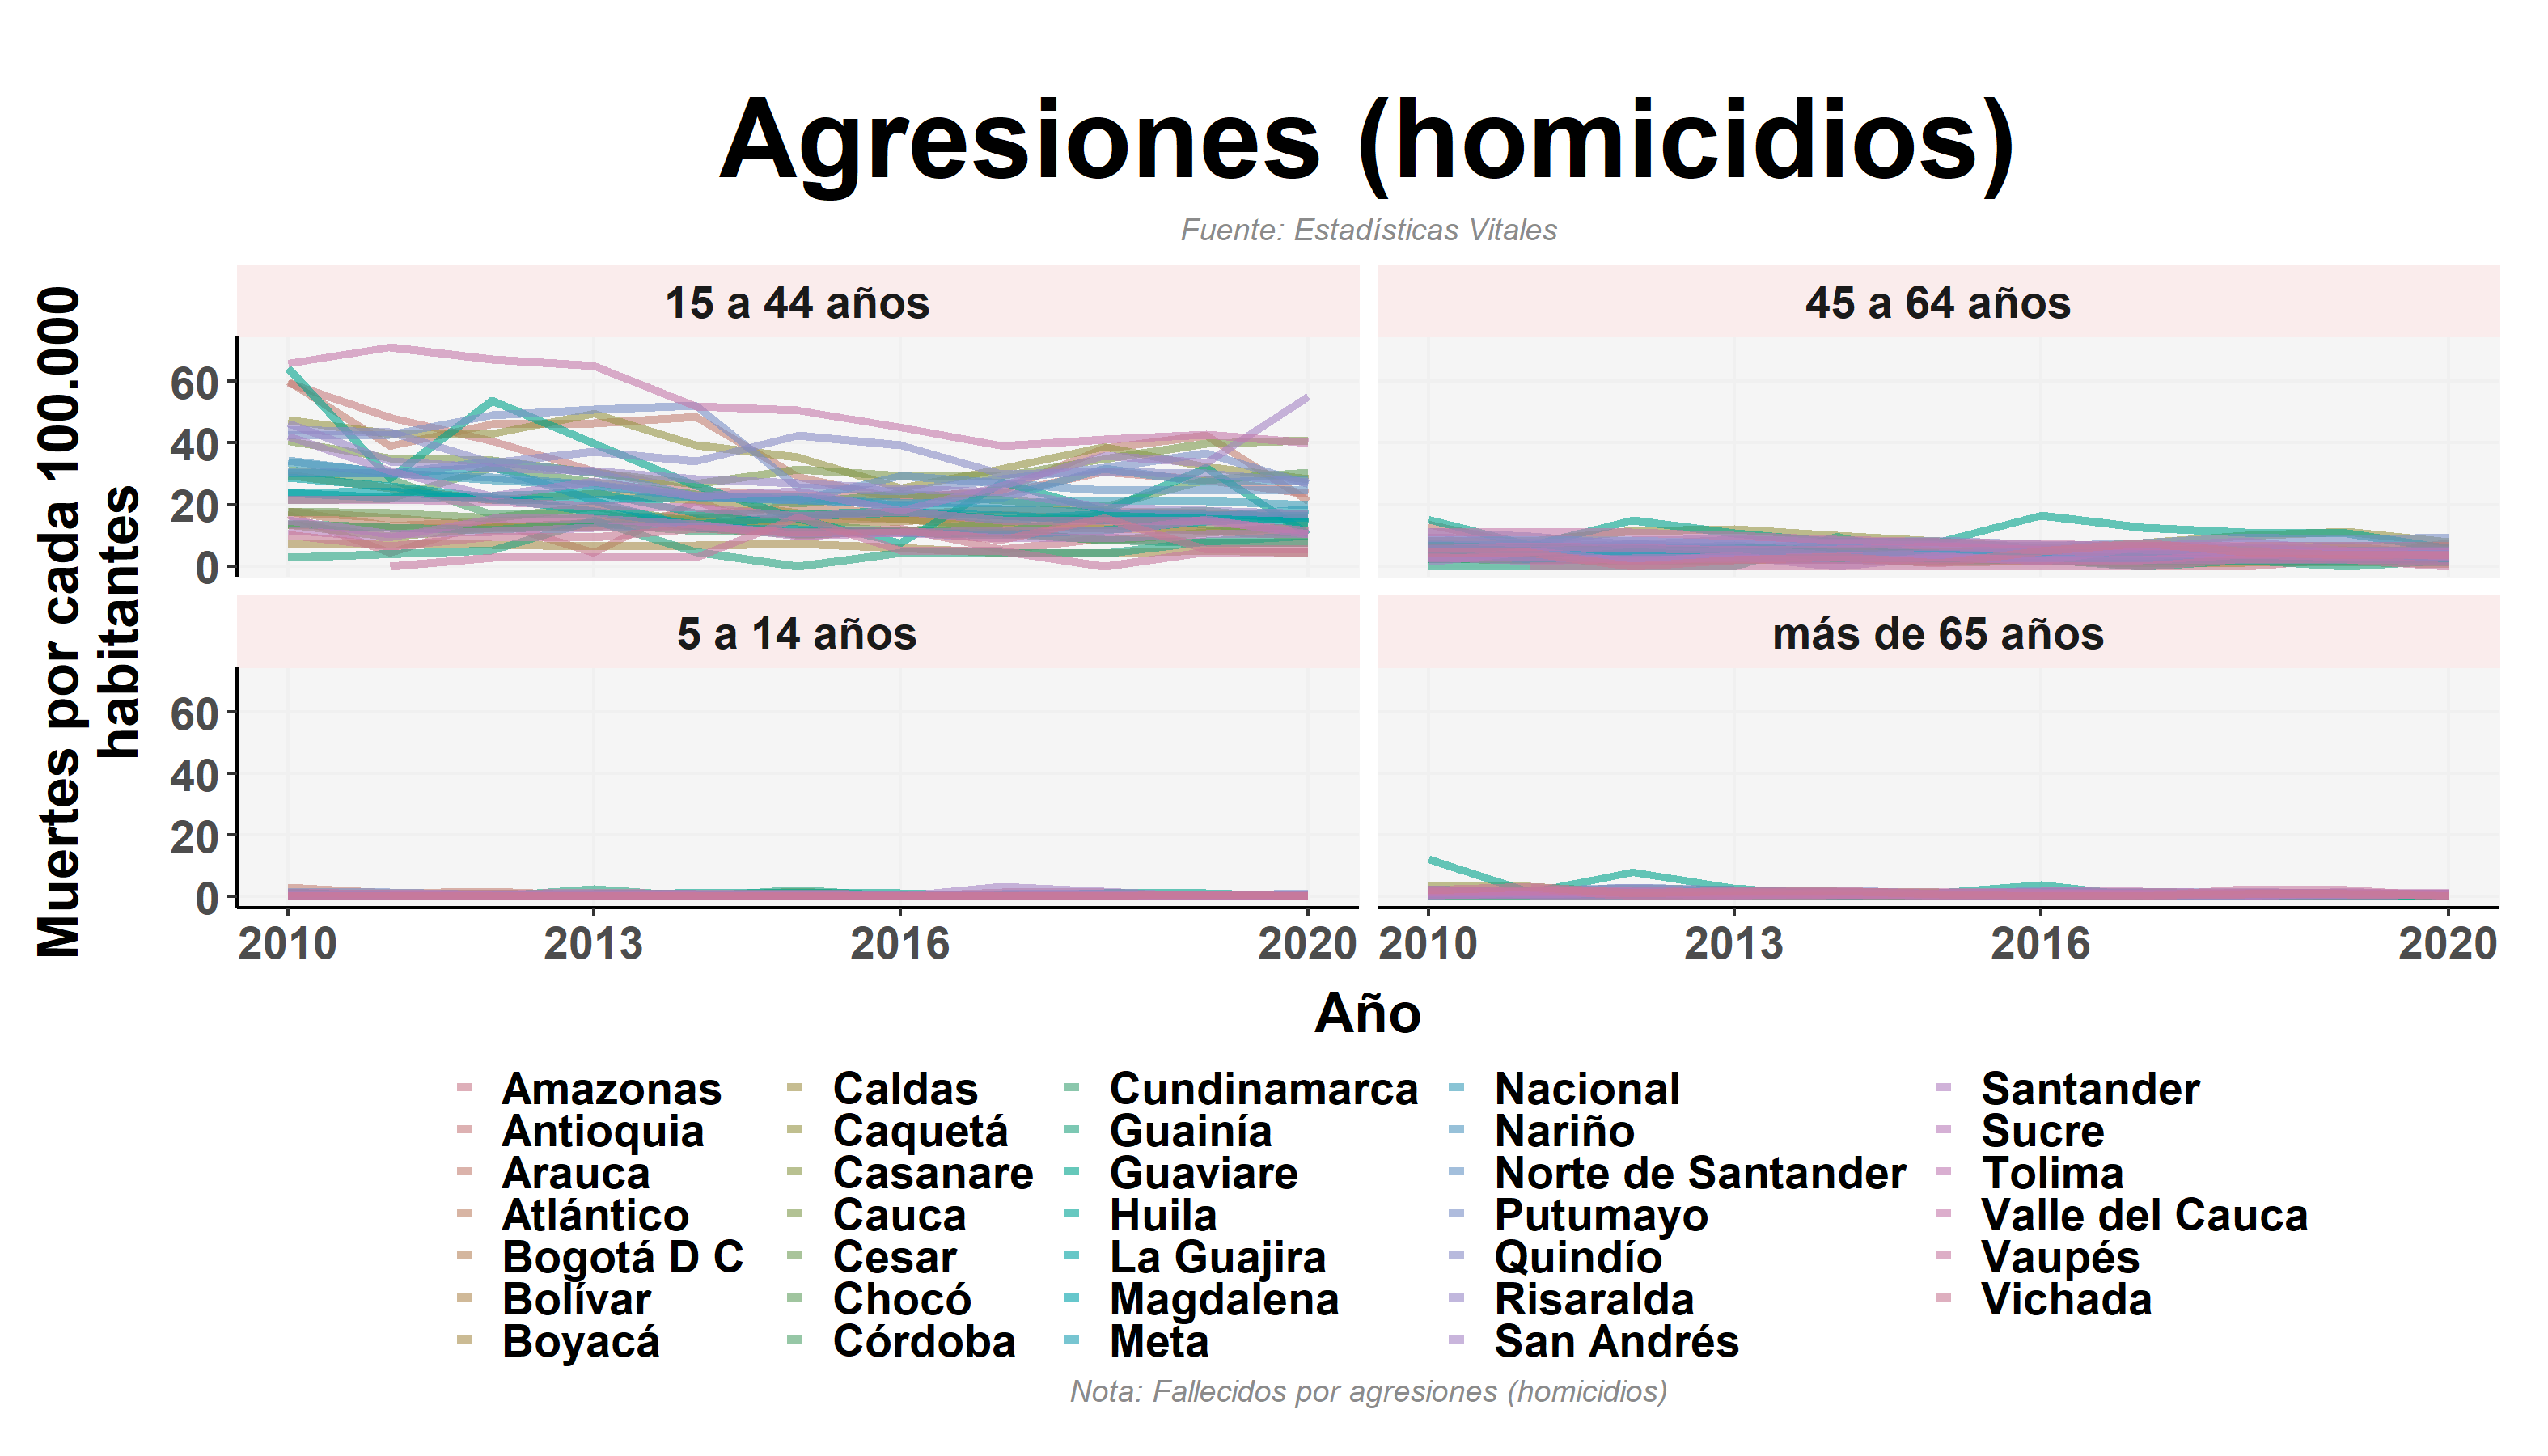 Agresiones (homicidios)
Fuente: Estadísticas Vitales
Muertes por cada 100.000
habitantes
15 a 44 años
45 a 64 años
60
40
20
0
5 a 14 años
más de 65 años
60
40
20
0
2010 2013 2016 2020
2010 2013 2016 2020
Año
Amazonas
Antioquia
Arauca
Atlántico
Bogotá D C
Bolívar
Boyacá
Caldas
Caquetá
Casanare
Cauca
Cesar
Chocó
Córdoba
Cundinamarca
Guainía
Guaviare
Huila
La Guajira
Magdalena
Meta
Nacional
Nariño
Norte de Santander
Putumayo
Quindío
Risaralda
San Andrés
Santander
Sucre
Tolima
Valle del Cauca
Vaupés
Vichada
Nota: Fallecidos por agresiones (homicidios)